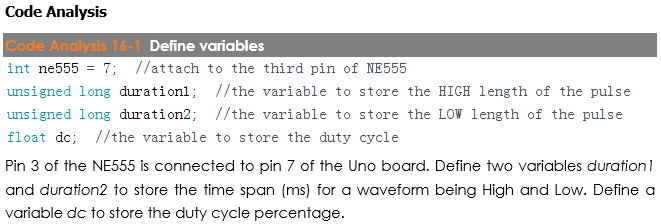 Code Analysis
Code Analysis 16-1 Define variables
int ne555 = 7; //attach to the third pin of NE555
unsigned long duration1; //the variable to store the HIGH length of the pulse
unsigned long duration2; //the variable to store the LOW length of the pulse
float dc; //the variable to store the duty cycle
Pin 3 of the NE555 is connected to pin 7 of the Uno board. Define two variables duration1
and duration2 to store the time span (ms) for a waveform being High and Low. Define a
variable dc to store the duty cycle percentage.